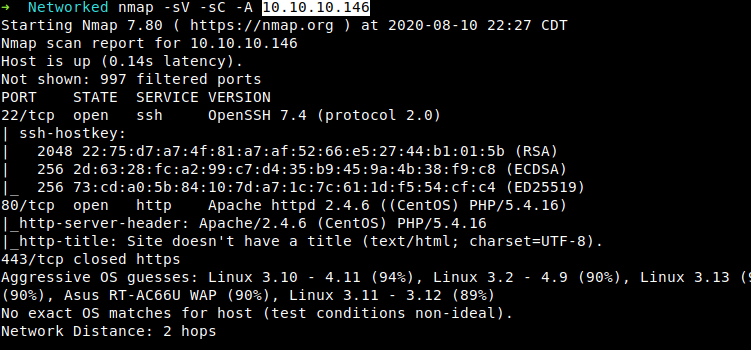 → Networked nmap -sV -sC -A 10.10.10.146
Starting Nmap 7.80 ( https://nmap.org ) at 2020-08-10 22:27 CDT
Nmap scan report for 10.10.10.146
Host is up (0.14s latency).
Not shown: 997 filtered ports
PORT    STATE  SERVICE VERSION
22/tcp  open   ssh     OpenSSH 7.4 (protocol 2.0)
| ssh-hostkey:
|   2048 22:75:d7:a7:4f:81:a7:af:52:66:e5:27:44:b1:01:5b (RSA)
|   256 2d:63:28:fc:a2:99:c7:d4:35:b9:45:9a:4b:38:f9:c8 (ECDSA)
|_  256 73:cd:a0:5b:84:10:7d:a7:1c:7c:61:1d:f5:54:cf:c4 (ED25519)
80/tcp  open   http    Apache httpd 2.4.6 ((CentOS) PHP/5.4.16)
|_http-server-header: Apache/2.4.6 (CentOS) PHP/5.4.16
|_http-title: Site doesn't have a title (text/html; charset=UTF-8).
443/tcp closed https
Aggressive OS guesses: Linux 3.10 - 4.11 (94%), Linux 3.2 - 4.9 (90%), Linux 3.13 (9
(90%), Asus RT-AC66U WAP (90%), Linux 3.11 - 3.12 (89%)
No exact OS matches for host (test conditions non-ideal).
Network Distance: 2 hops